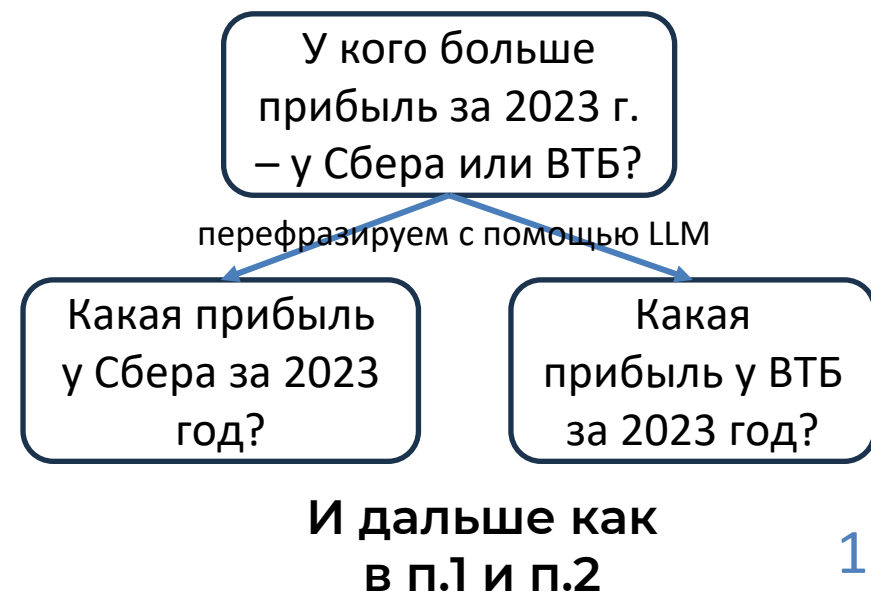 У кого больше
прибыль за 2023 г.
– у Сбера или ВТБ?
перефразируем с помощью LLM
Какая прибыль
у Сбера за 2023
год?
Какая
прибыль у ВТБ
за 2023 год?
И дальше как
в п.1 и п.2
1